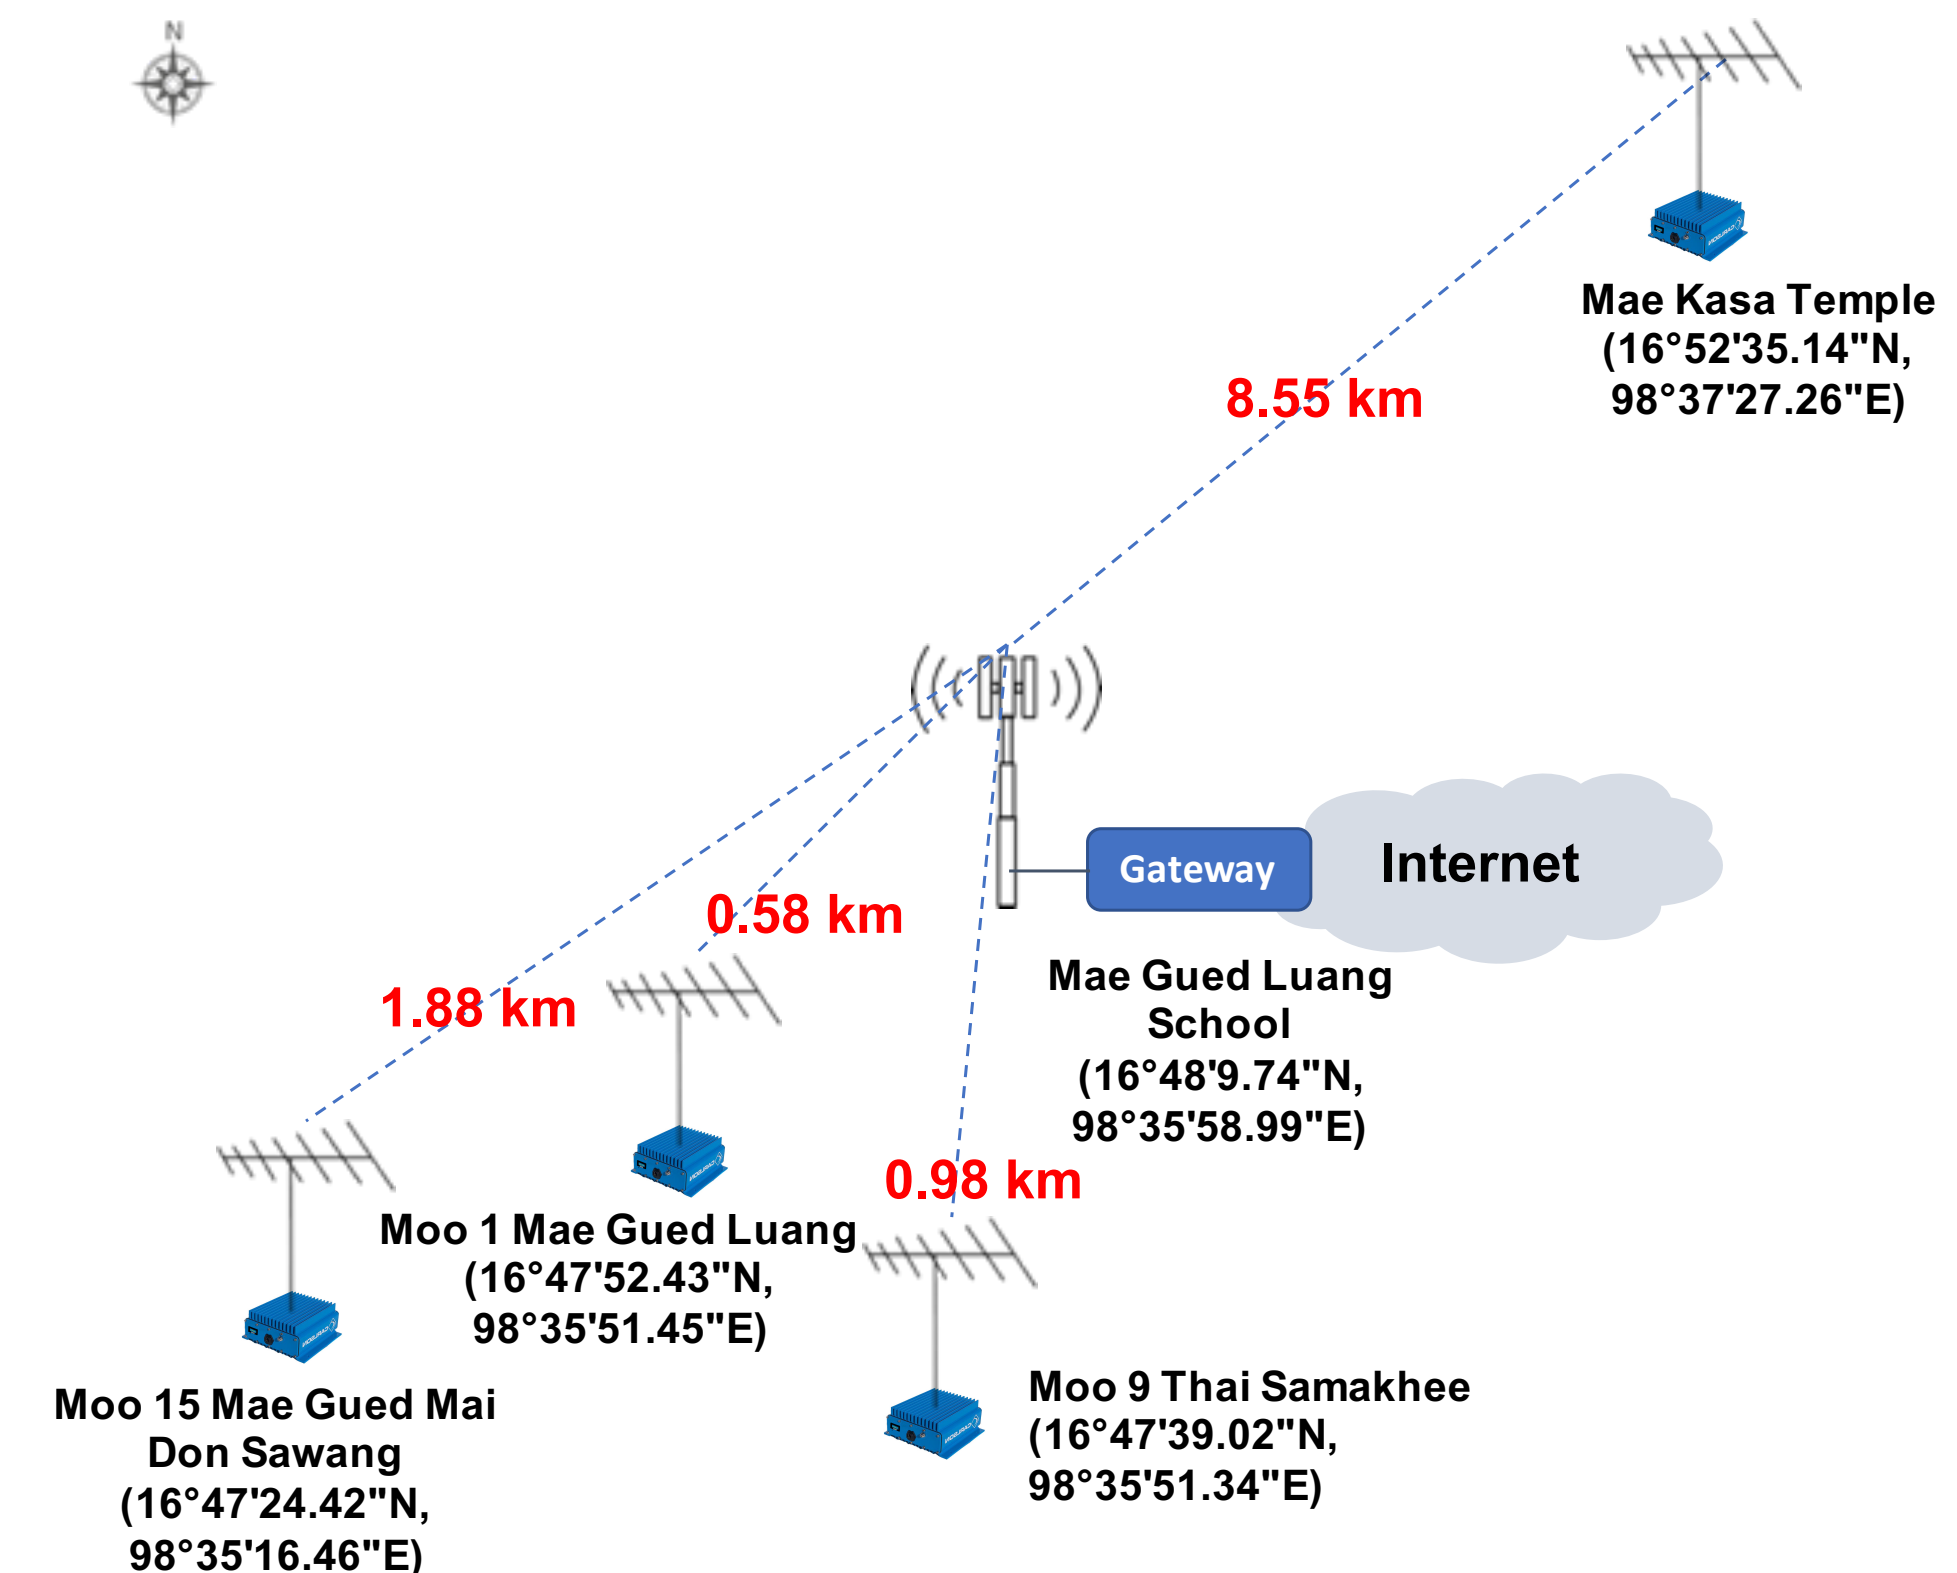 N
Mae Kasa Temple
(16°52'35.14"N,
98°37'27.26"E)
8.55 km
Gateway
Internet
0.58 km
1.88 km
Mae Gued Luang
School
(16°48'9.74"N,
98°35'58.99"E)
0.98 km
Moo 1 Mae Gued Luang
(16°47'52.43"N,
98°35'51.45"E)
Moo 9 Thai Samakhee
(16°47'39.02"N,
98°35'51.34"E)
Moo 15 Mae Gued Mai
Don Sawang
(16°47'24.42"N,
98°35'16.46"E)